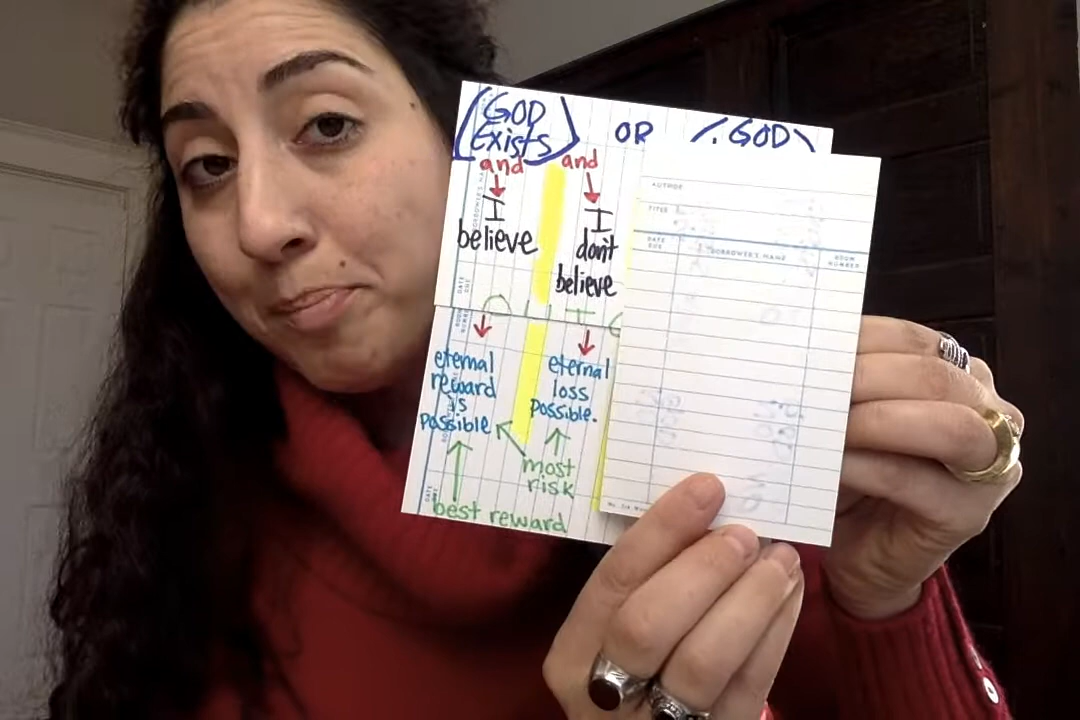 (GOD
Exists)
OR
(.GOD)
and
and
I
believe
I
don't
believe
eternal
reward
is
possible
eternal
loss
possible.
most
risk
best reward
AUTHOR
TITLE
DATE
DUE
BORROWER'S NAME
ROOM
NUMBER